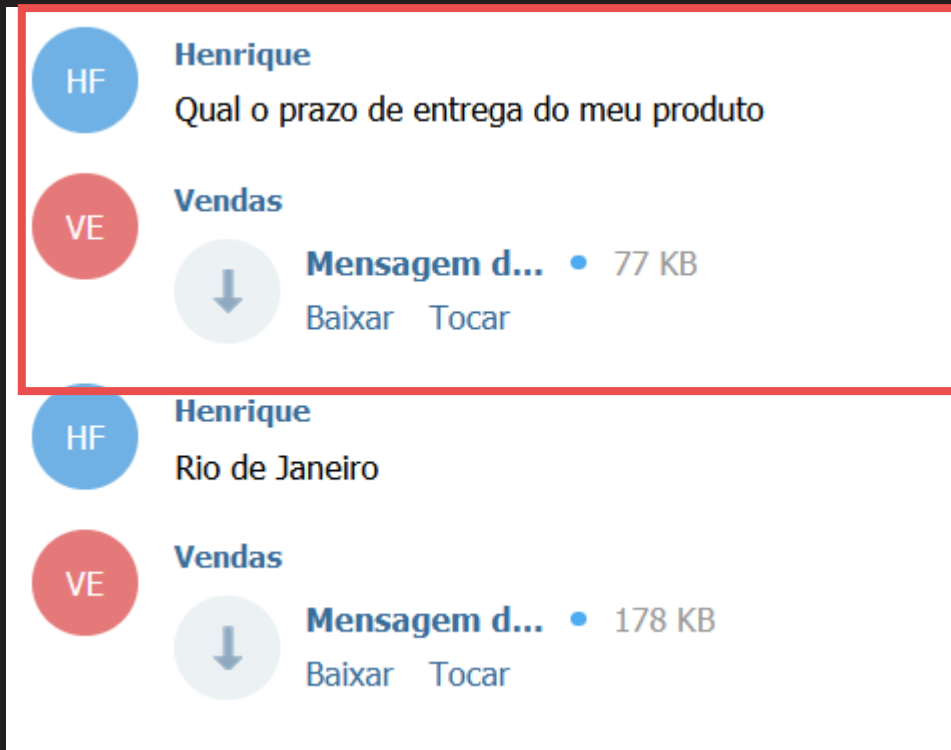 HF
Henrique
Qual o prazo de entrega do meu produto
VE
Vendas
Mensagem d... • 77 KB
Baixar Tocar
HF
Henrique
Rio de Janeiro
VE
Vendas
Mensagem d... • 178 KB
Baixar Tocar